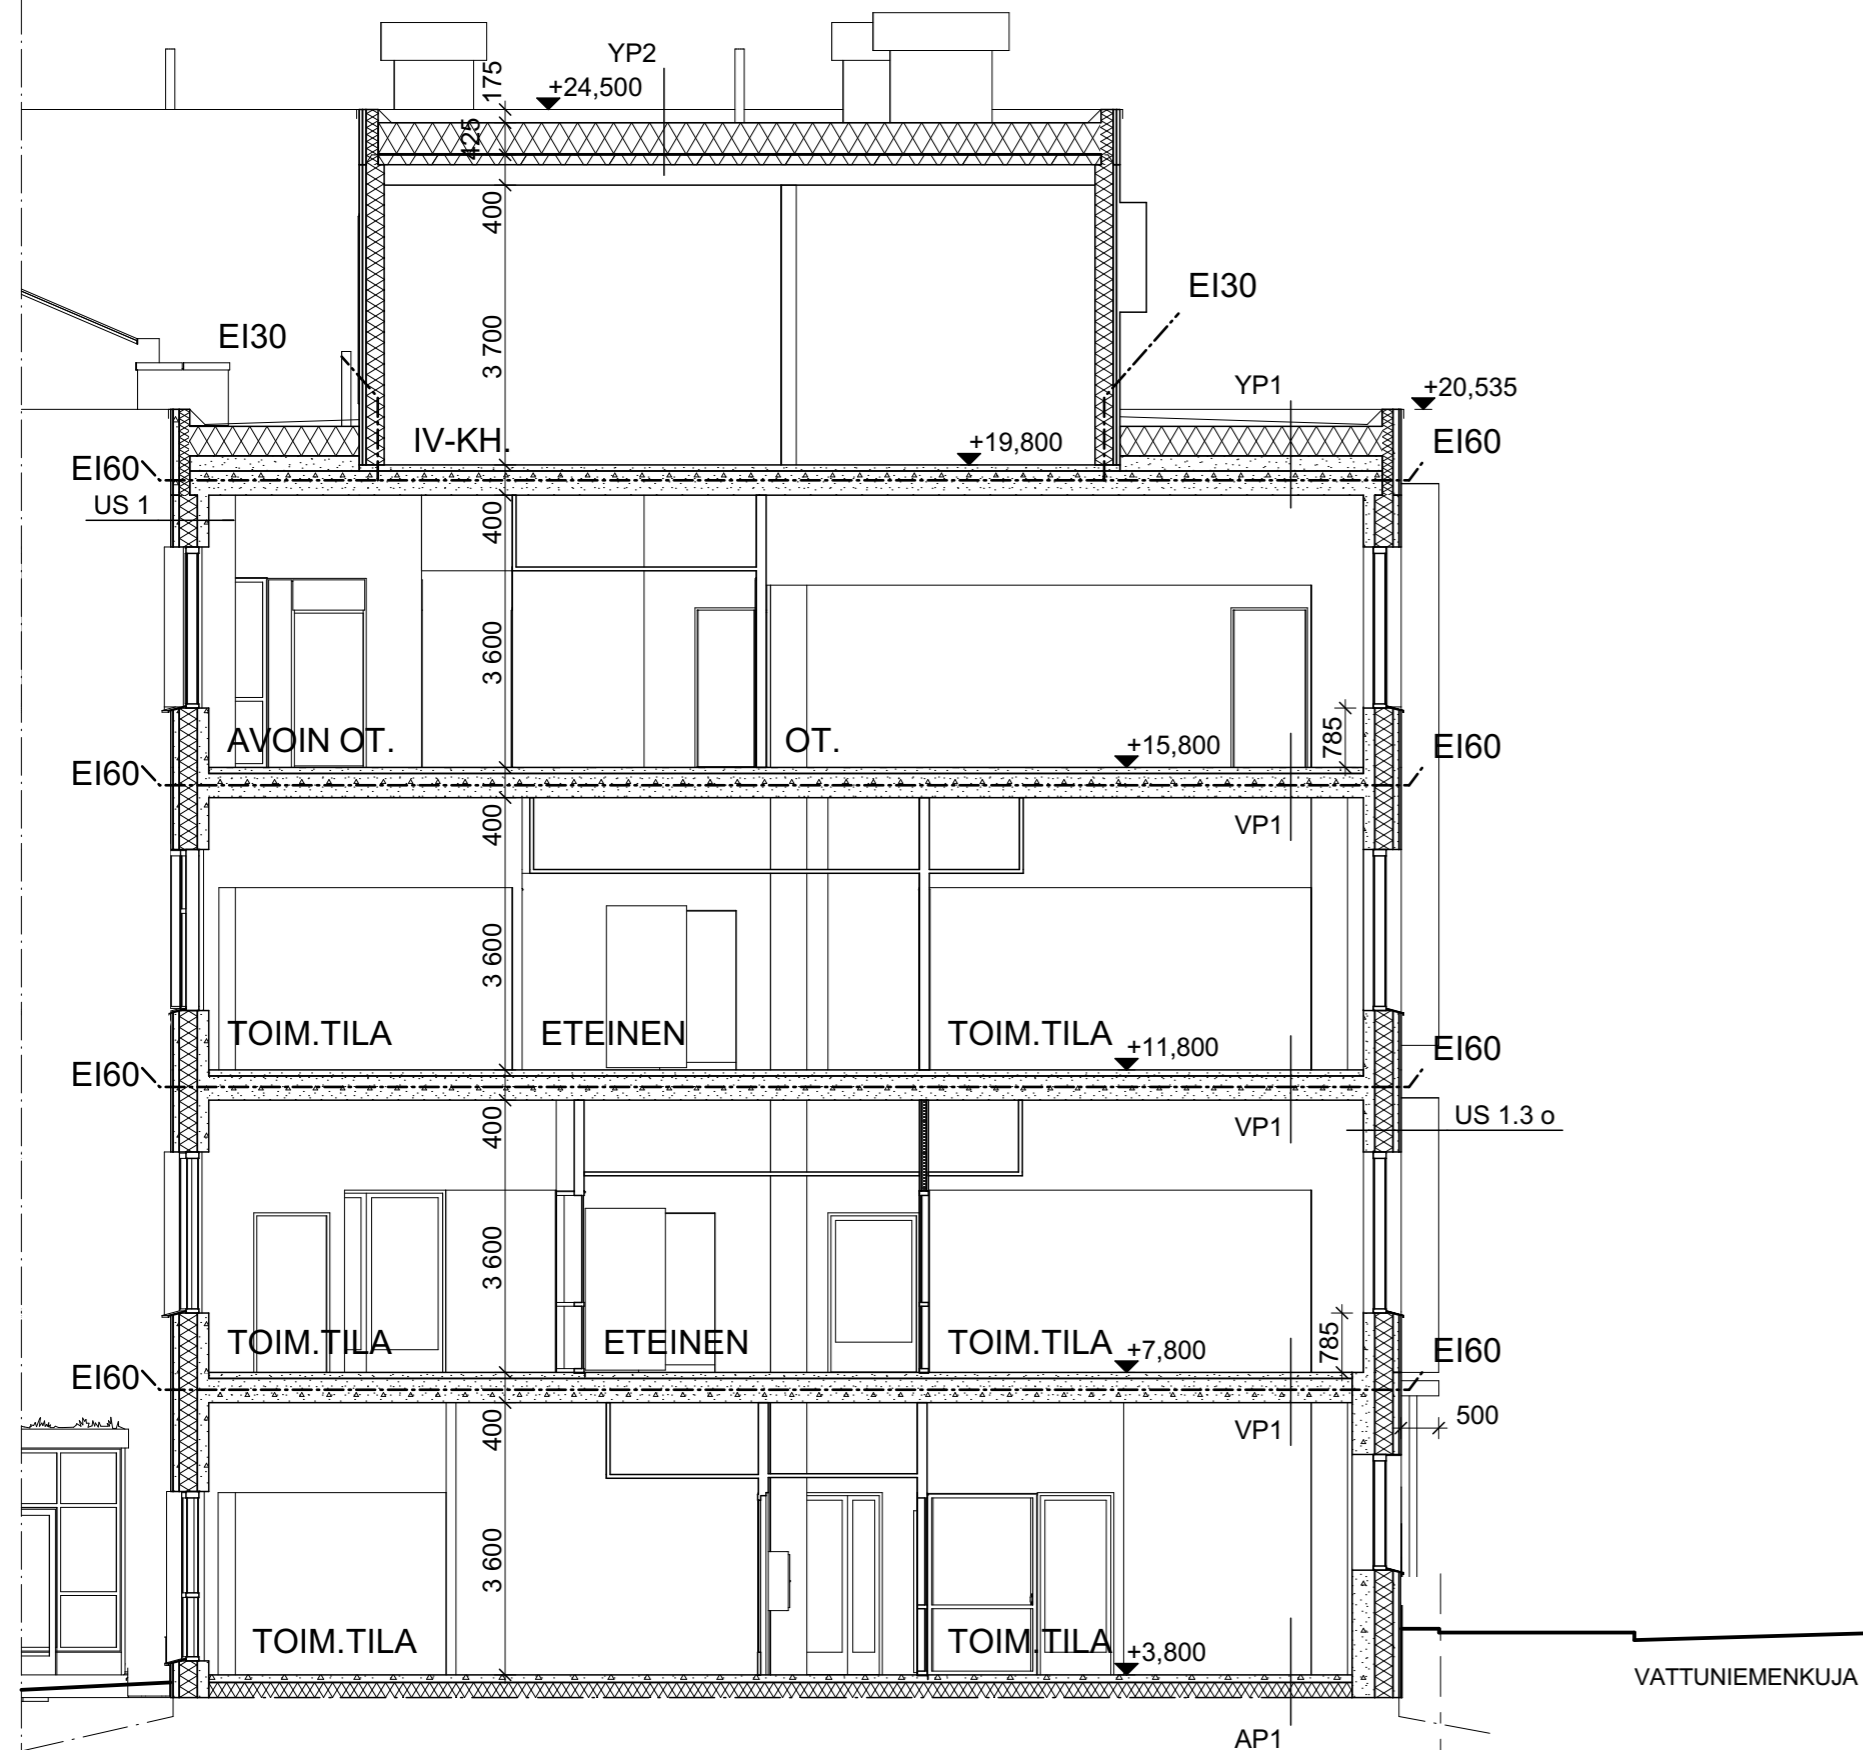 YP2
175
+24,500
425
400
EI30
EI30
3 700
YP1
+20,535
IV-KH.
+19,800
EI60
EI60
US 1
400
3 600
AVOIN OT.
OT.
+15,800
785
EI60
EI60
400
VP1
3 600
TOIM.TILA
ETEINEN
TOIM.TILA
+11,800
EI60
EI60
400
VP1
US 1.3 o
3 600
TOIM.TILA
ETEINEN
TOIM.TILA
+7,800
785
EI60
EI60
400
VP1
500
3 600
TOIM.TILA
TOIM.TILA
+3,800
VATTUNIEMENKUJA
AP1